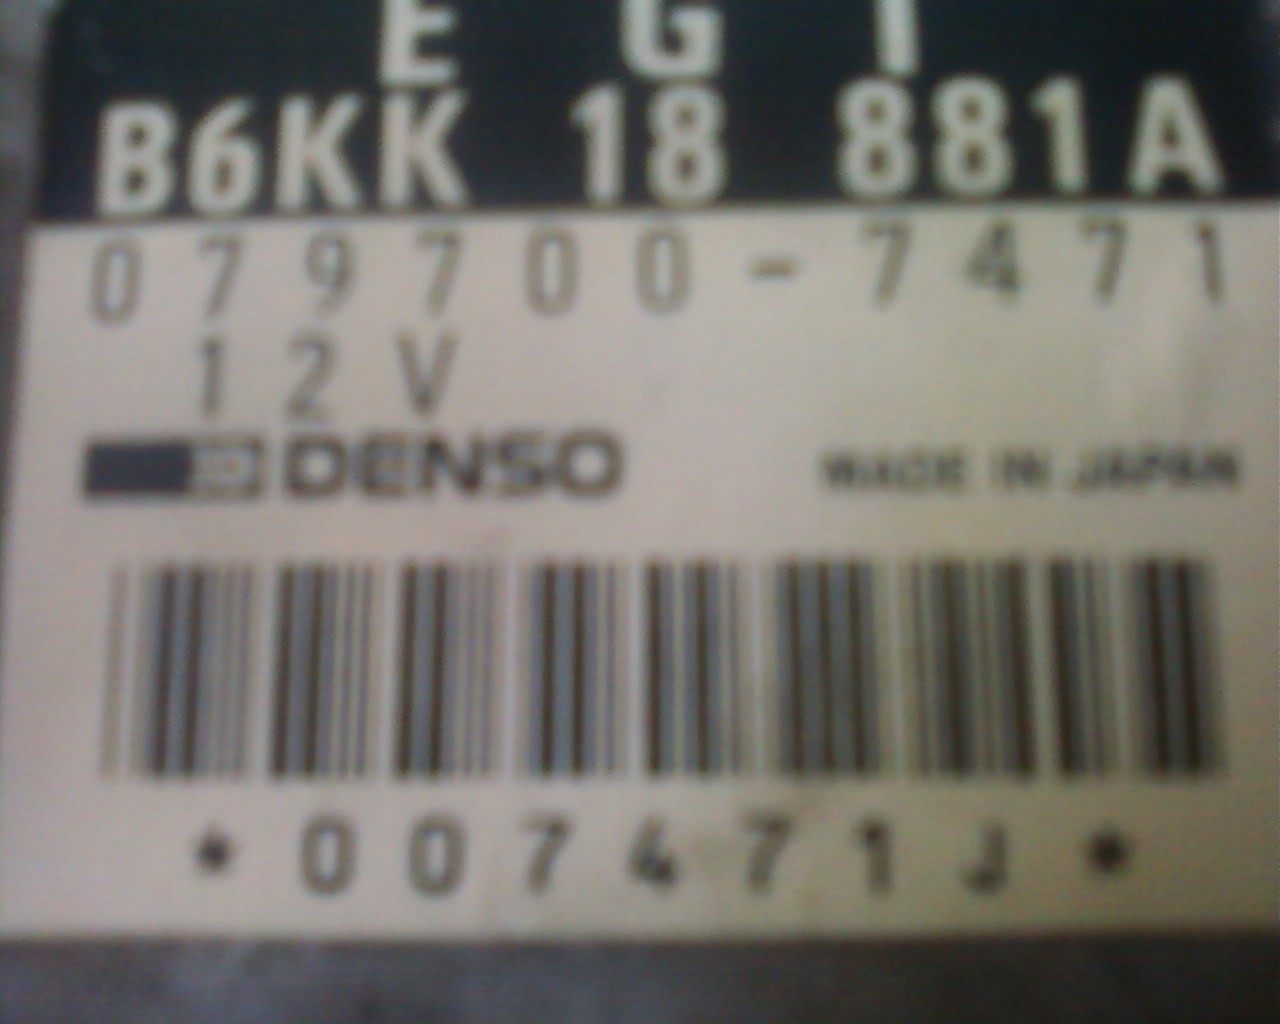 E G I
B6KK 18 881A
079700-7471
12V
DENSO MADE IN JAPAN
*007471J*